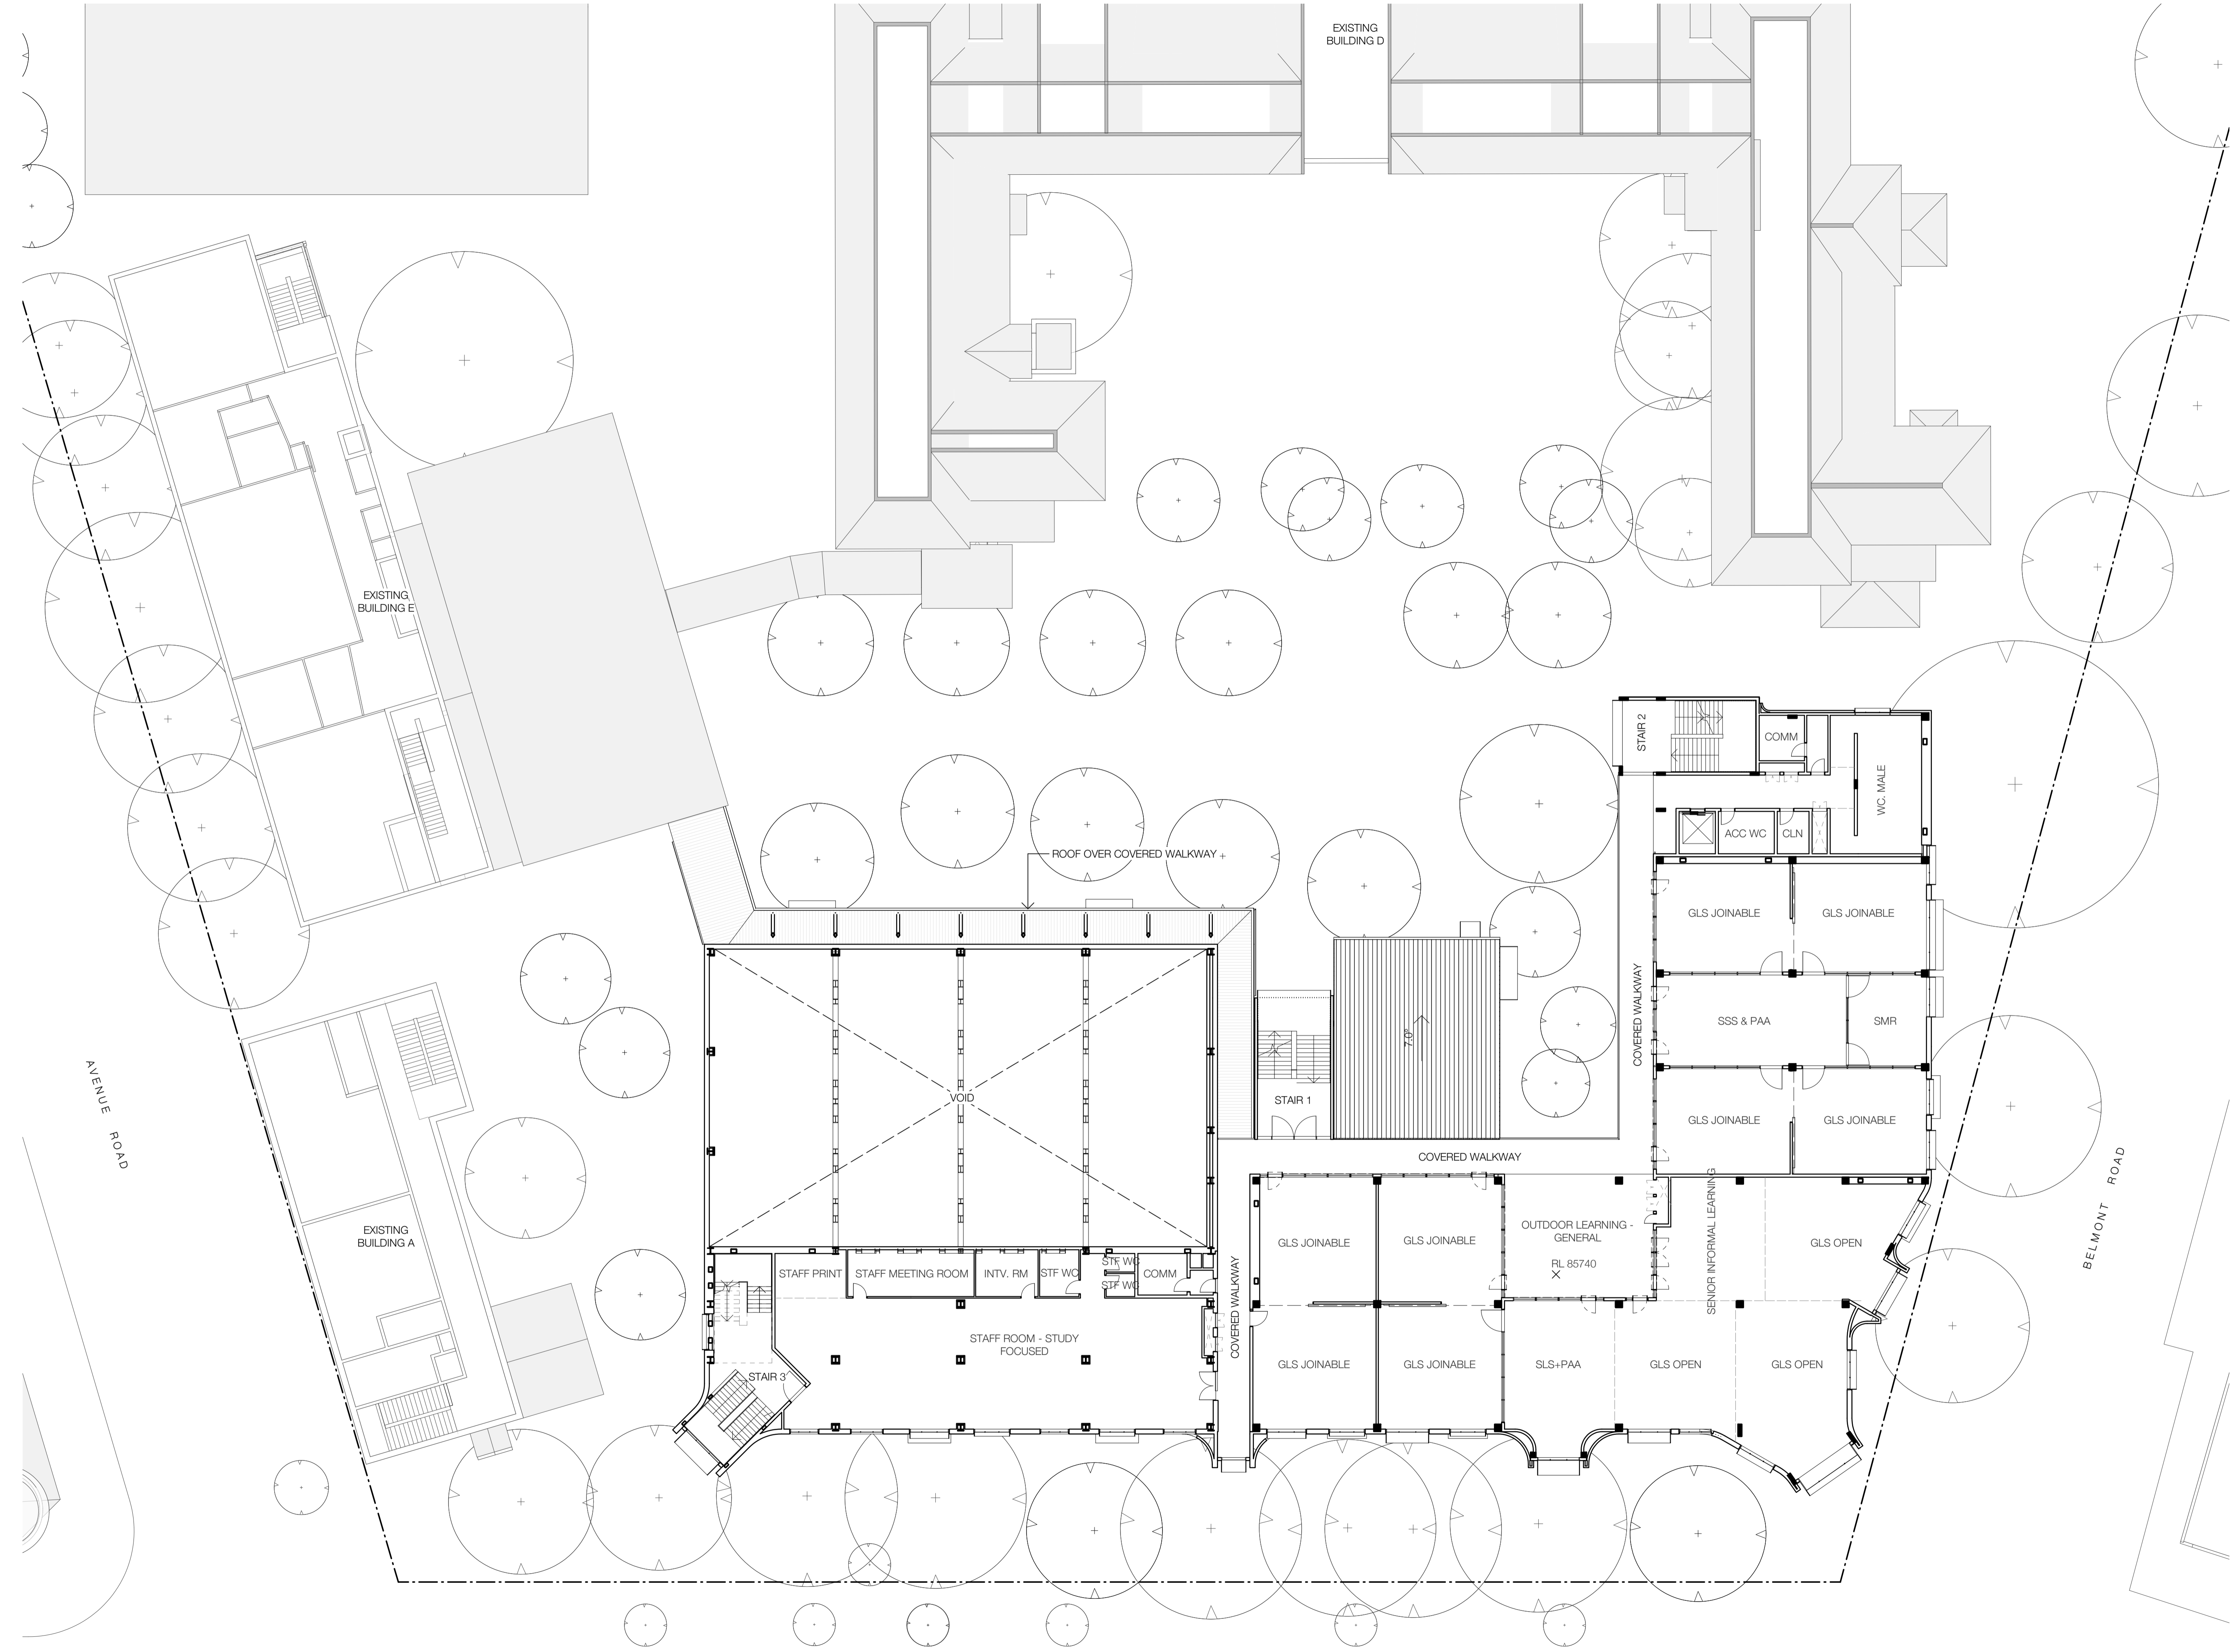 EXISTING
BUILDING D
EXISTING
BUILDING E
STAIR 2
COMM
WC. MALE
ACC WC
CLN
ROOF OVER COVERED WALKWAY
GLS JOINABLE
GLS JOINABLE
COVERED WALKWAY
SSS & PAA
SMR
7.0°
VOID
STAIR 1
GLS JOINABLE
GLS JOINABLE
AVENUE ROAD
COVERED WALKWAY
BELMONT ROAD
EXISTING
BUILDING A
OUTDOOR LEARNING -
GENERAL
RL 85740
SENIOR INFORMAL LEARNING
GLS OPEN
GLS JOINABLE
GLS JOINABLE
STAFF PRINT
STAFF MEETING ROOM
INTV. RM
STF WC
STF WC
STF WC
COMM
COVERED WALKWAY
STAFF ROOM - STUDY
FOCUSED
STAIR 3
GLS JOINABLE
GLS JOINABLE
SLS+PAA
GLS OPEN
GLS OPEN